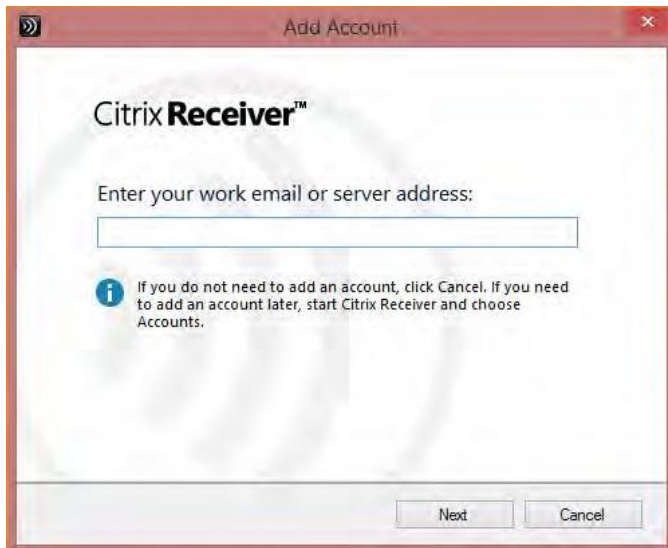 Add Account
Citrix Receiver™
Enter your work email or server address:
If you do not need to add an account, click Cancel. If you need
to add an account later, start Citrix Receiver and choose
Accounts.
Next
Cancel